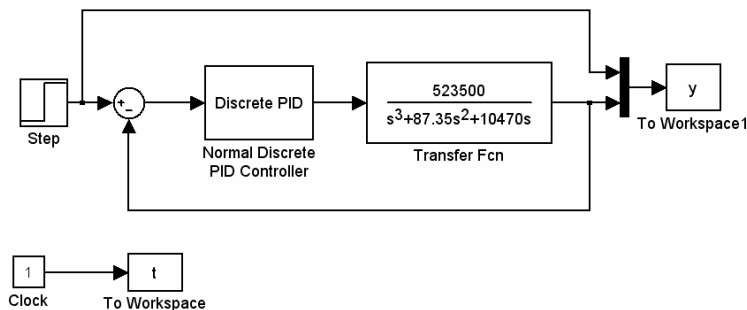 Step
+
−
Discrete PID
Normal Discrete
PID Controller
523500
s3+87.35s2+10470s
Transfer Fcn
y
To Workspace1
1
Clock
t
To Workspace